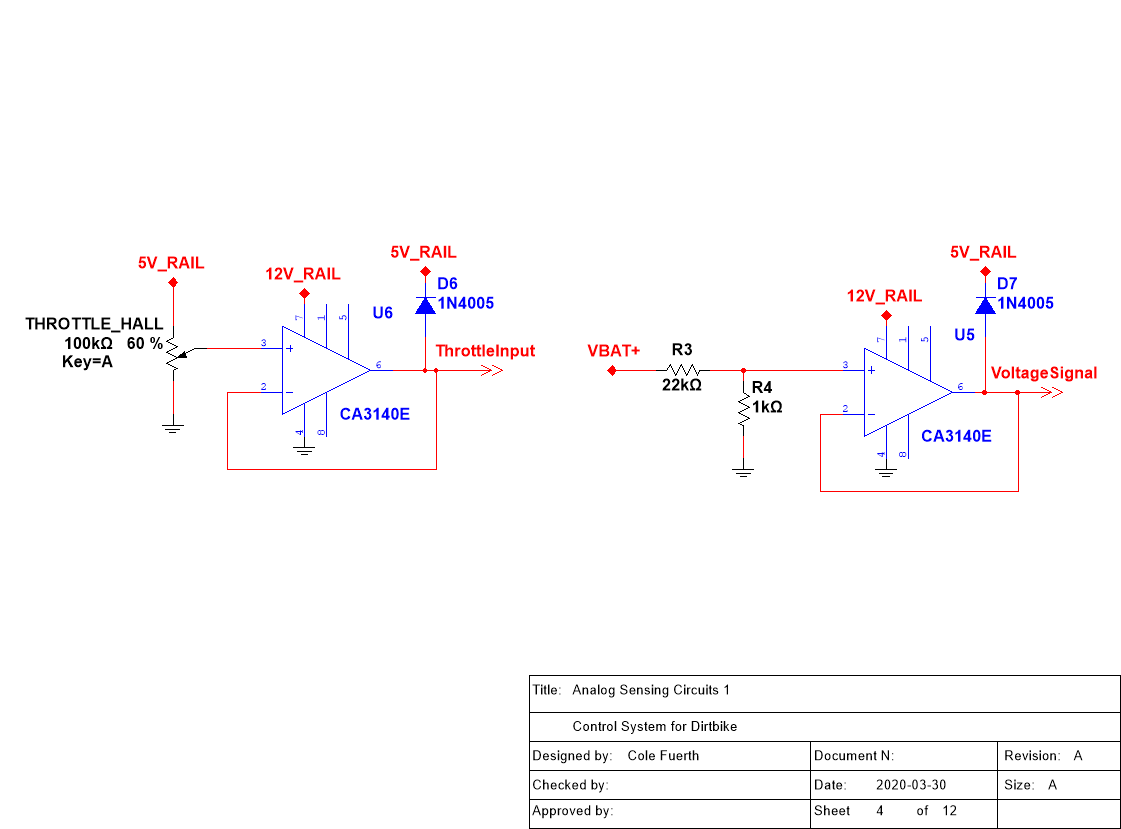 5V_RAIL
12V_RAIL
5V_RAIL
D6
1N4005
U6
THROTTLE_HALL
100kΩ 60 %
Key=A
7
1
5
3
2
6
4
8
ThrottleInput
CA3140E
5V_RAIL
12V_RAIL
D7
1N4005
U5
VBAT+
R3
22kΩ
R4
1kΩ
7
1
5
3
2
6
4
8
VoltageSignal
CA3140E
Title: Analog Sensing Circuits 1
Control System for Dirtbike
Designed by: Cole Fuerth
Document N:
Revision: A
Checked by:
Date: 2020-03-30
Size: A
Approved by:
Sheet 4 of 12